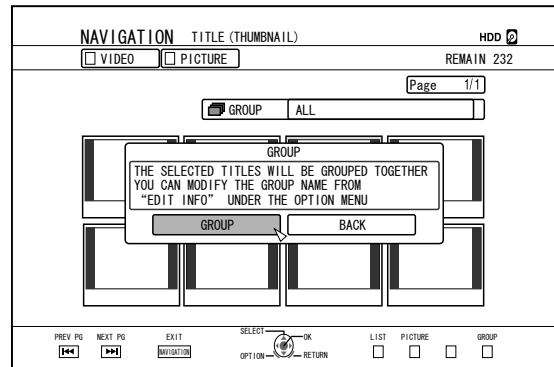 NAVIGATION TITLE (THUMBNAIL) HDD
VIDEO PICTURE REMAIN 232
Page 1/1
GROUP ALL
GROUP
THE SELECTED TITLES WILL BE GROUPED TOGETHER
YOU CAN MODIFY THE GROUP NAME FROM
“EDIT INFO” UNDER THE OPTION MENU
GROUP BACK
PREV PG NEXT PG EXIT SELECT OK LIST PICTURE GROUP
NAVIGATION OPTION RETURN